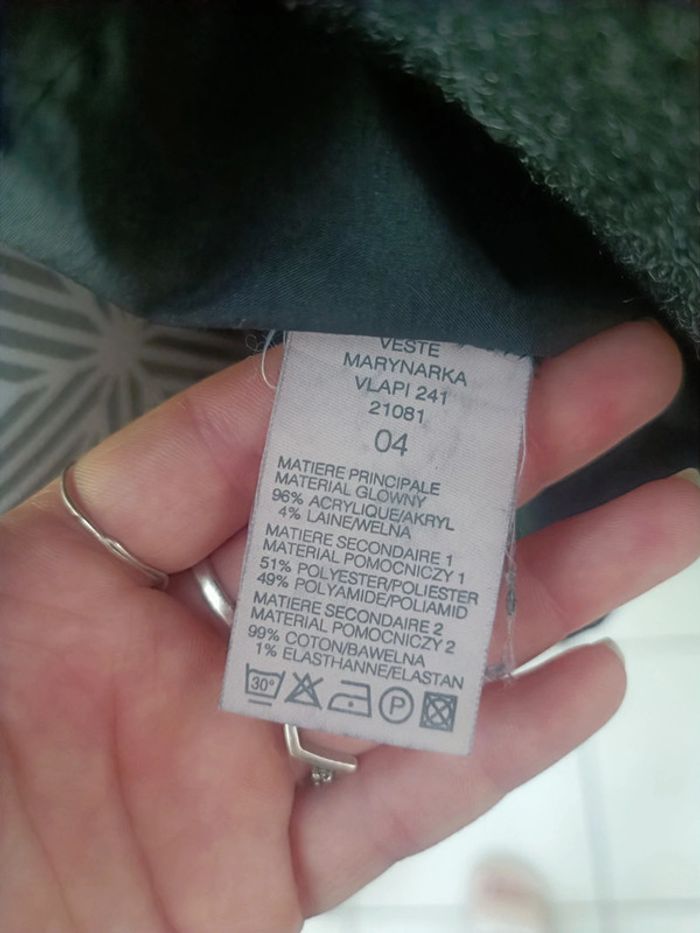 VESTE
MARYNARKA
VLAPI 241
21081
04
MATIERE PRINCIPALE
MATERIAL GLOWNY
96% ACRYLIQUE/AKRYL
4% LAINE/WELNA
MATIERE SECONDAIRE 1
MATERIAL POMOCNICZY 1
51% POLYESTER/POLIESTER
49% POLYAMIDE/POLIAMID
MATIERE SECONDAIRE 2
MATERIAL POMOCNICZY 2
99% COTON/BAWELNA
1% ELASTHANNE/ELASTAN
30° P